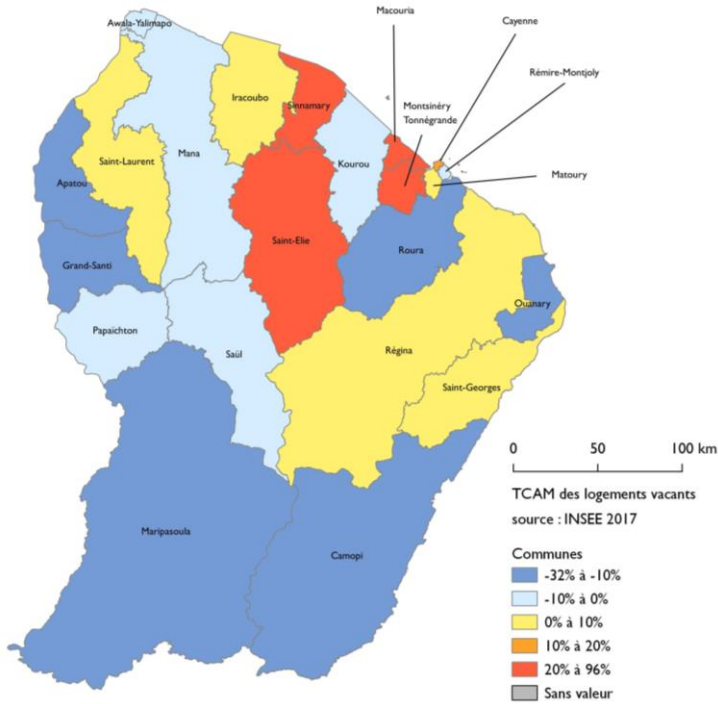 Macouria
Cayenne
Awala-Yalimapo
Rémire-Montjoly
Iracoubo
Sinnamary
Montsinéry
Tonnégrande
Mana
Saint-Laurent
Kourou
Matoury
Apatou
Saint-Elie
Roura
Grand-Santi
Ouanary
Papaichton
Saül
Régina
Saint-Georges
0 50 100 km
TCAM des logements vacants
source : INSEE 2017
Maripasoula
Camopi
Communes
-32% à -10%
-10% à 0%
0% à 10%
10% à 20%
20% à 96%
Sans valeur